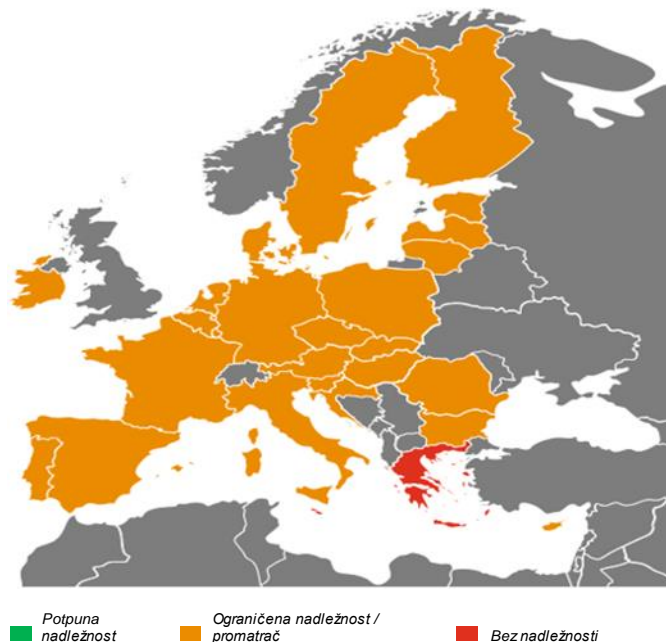 Potpuna
nadležnost
Ograničena nadležnost /
promatrač
Bez nadležnosti